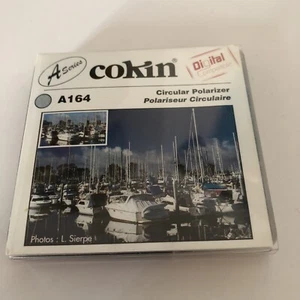 A Series
cokin®
Digital
A164
Circular Polarizer
Polariseur Circulaire
Photos : L. Sierpe